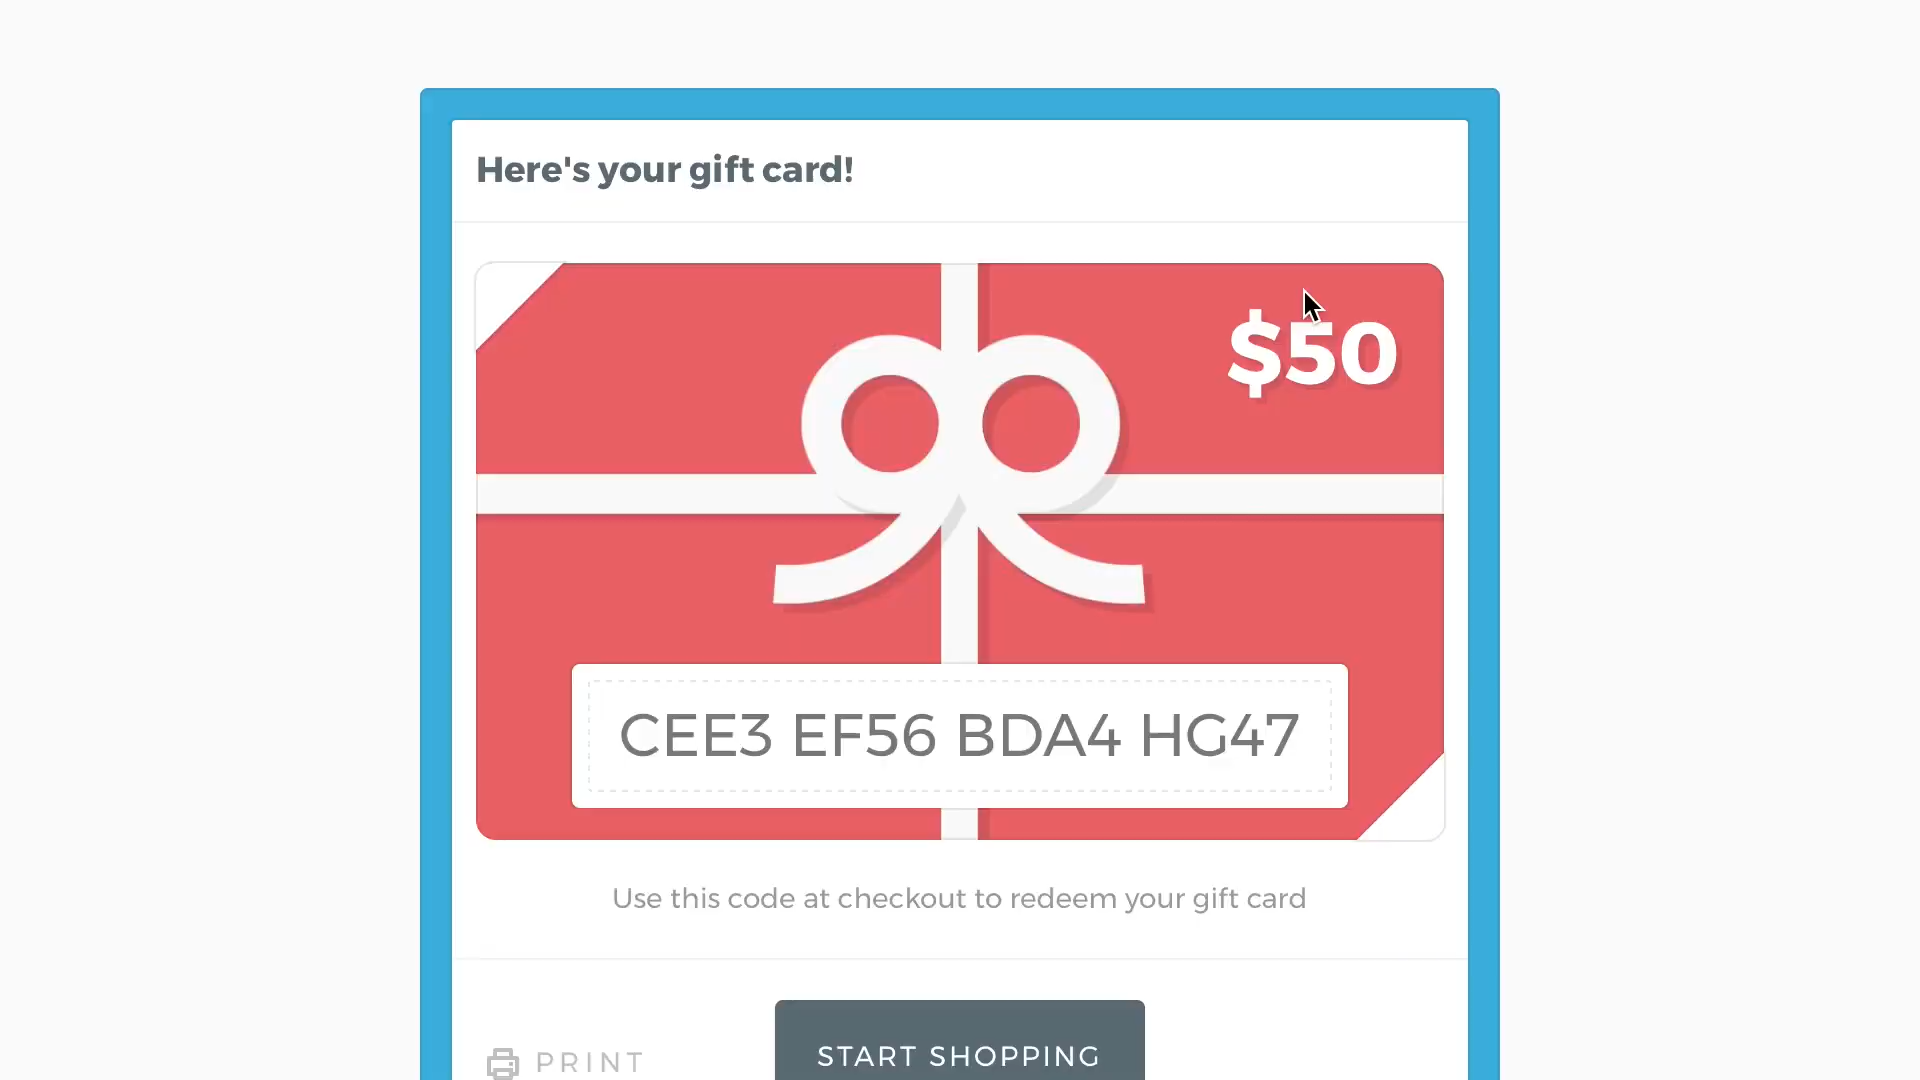 Here's your gift card!
$50
CEE3 EF56 BDA4 HG47
Use this code at checkout to redeem your gift card
PRINT
START SHOPPING